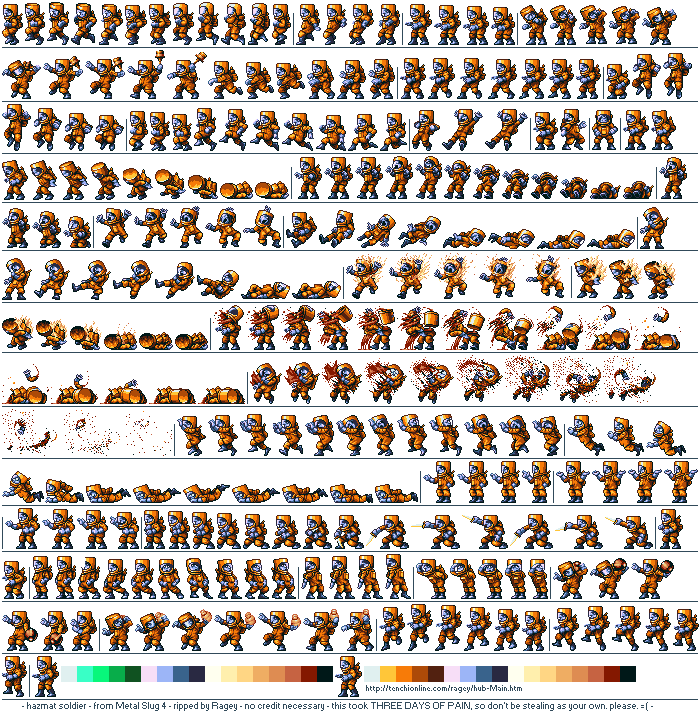 http://tenchionline.com/ragey/hub-Main.htm
- hazmat soldier - from Metal Slug 4 - ripped by Ragey - no credit necessary - this took THREE DAYS OF PAIN, so don't be stealing as your own. please. =( -